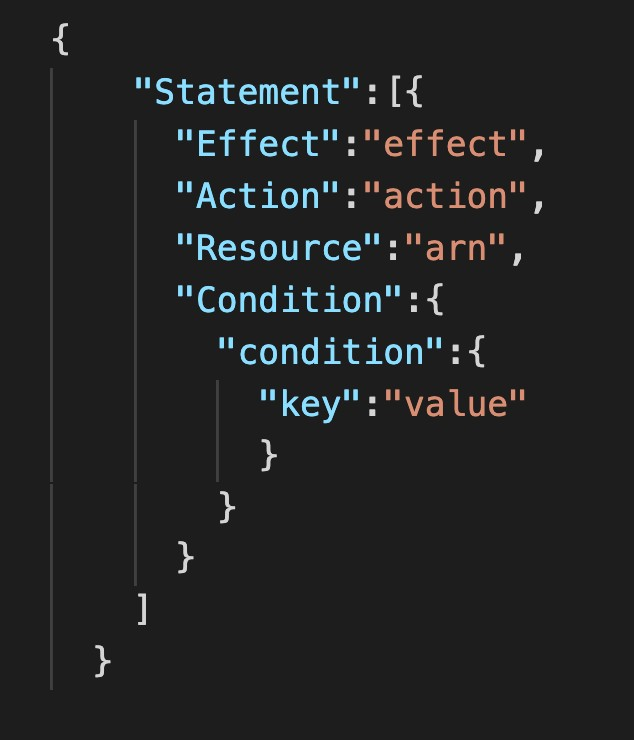 {
"Statement":[{
"Effect":"effect",
"Action":"action",
"Resource":"arn",
"Condition":{
"condition":{
"key":"value"
}
}
}
]
}